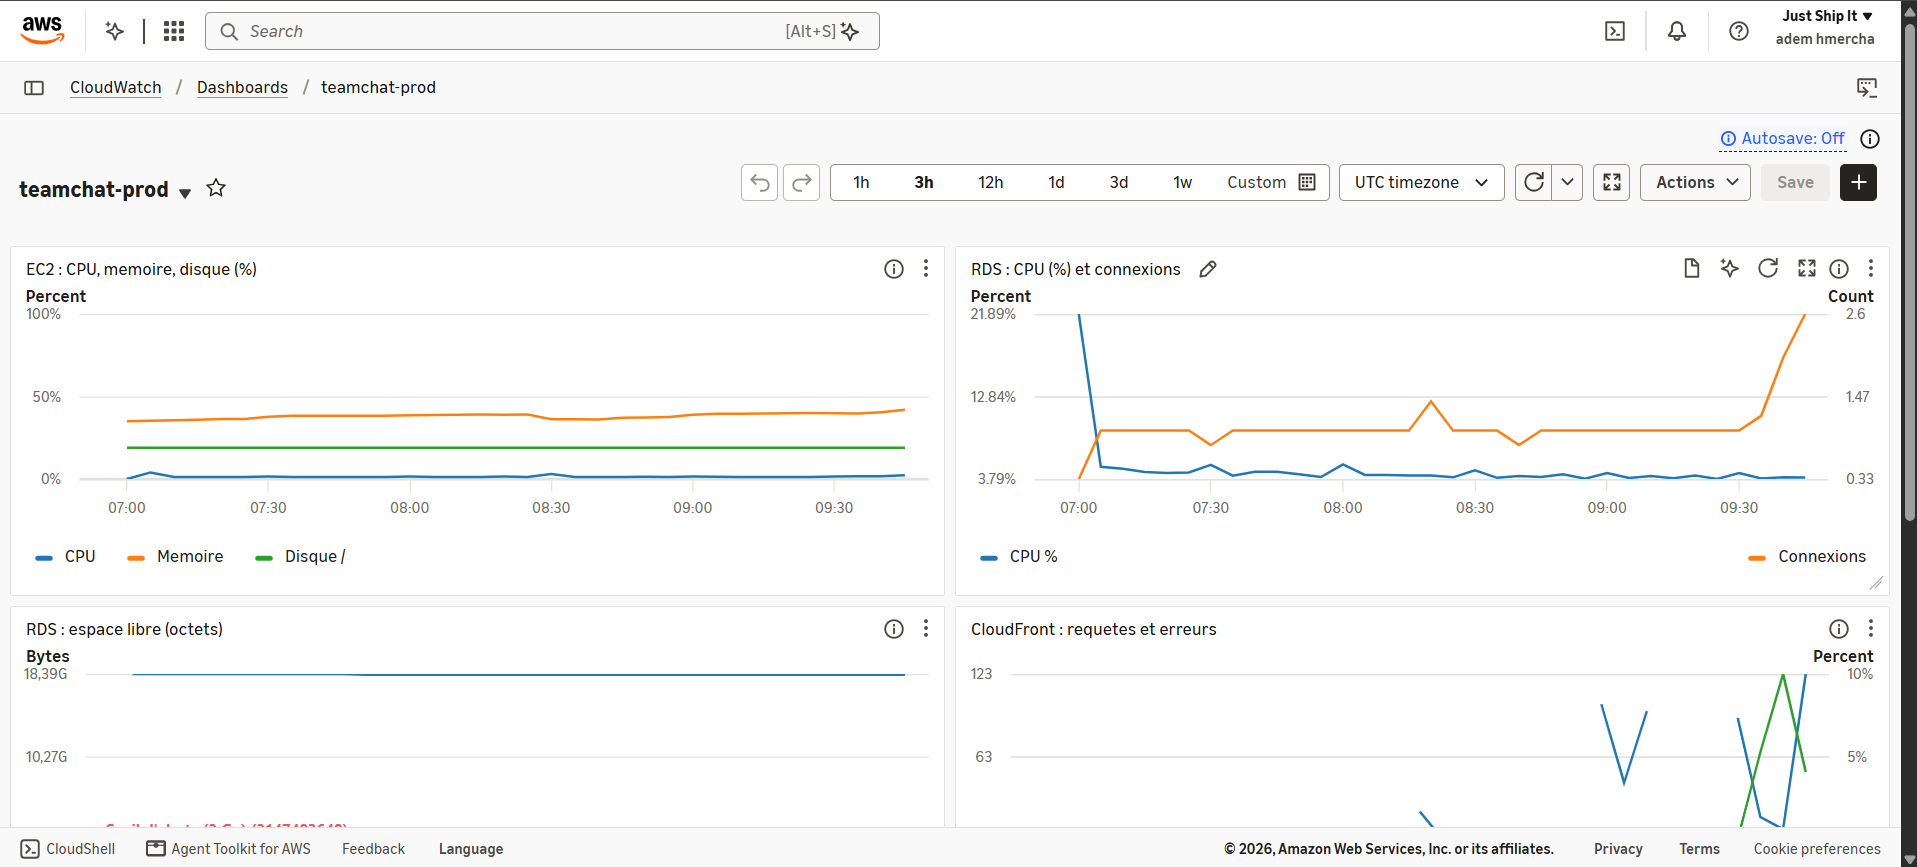 aws
Search [Alt+S]
Just Ship It
adem hmercha
CloudWatch / Dashboards / teamchat-prod
Autosave: Off
teamchat-prod
1h 3h 12h 1d 3d 1w Custom
UTC timezone
Actions
Save
EC2 : CPU, memoire, disque (%)
Percent
100%
50%
0%
07:00 07:30 08:00 08:30 09:00 09:30
CPU Memoire Disque /
RDS : CPU (%) et connexions
Percent Count
21.89% 2.6
12.84% 1.47
3.79% 0.33
07:00 07:30 08:00 08:30 09:00 09:30
CPU % Connexions
RDS : espace libre (octets)
Bytes
18,39G
10,27G
CloudFront : requetes et erreurs
Percent
123 10%
63 5%
CloudShell Agent Toolkit for AWS Feedback Language
© 2026, Amazon Web Services, Inc. or its affiliates. Privacy Terms Cookie preferences